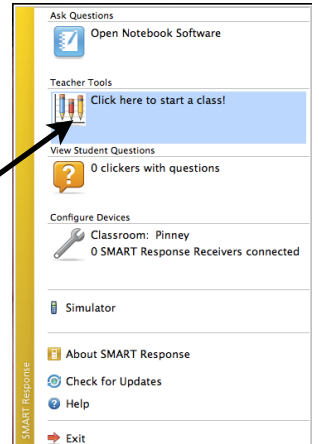 Ask Questions
Open Notebook Software
Teacher Tools
Click here to start a class!
View Student Questions
0 clickers with questions
Configure Devices
Classroom: Pinney
0 SMART Response Receivers connected
Simulator
About SMART Response
Check for Updates
Help
Exit
SMART Response